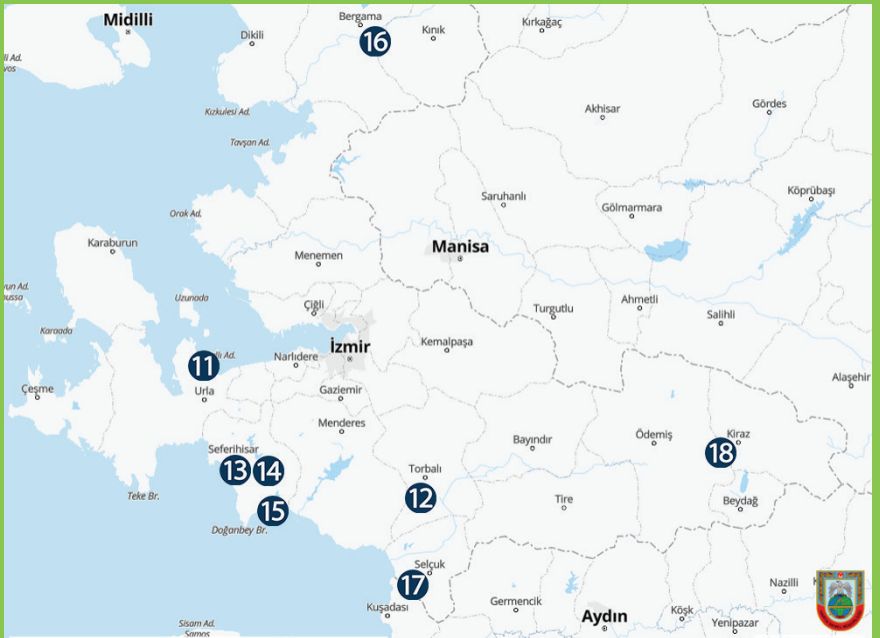 Midilli
Bergama
Kırkağaç
Dikili
Kınık
16
Kızkulesi Ad.
Akhisar
Gördes
Tavşan Ad.
Saruhanlı
Köprübaşı
Gölmarmara
Orak Ad.
Karaburun
Manisa
Menemen
Uzunada
Çiğli
Turgutlu
Ahmetli
Salihli
Karaada
İzmir
Kemalpaşa
Narlıdere
11
Urla
Çeşme
Gaziemir
Alaşehir
Menderes
Seferihisar
13
14
15
Bayındır
Ödemiş
Kiraz
18
Torbalı
12
Teke Br.
Tire
Beydağ
Doğanbey Br.
Selçuk
17
Kuşadası
Germencik
Aydın
Köşk
Nazilli
Yenipazar
Sisam Ad.
Samos